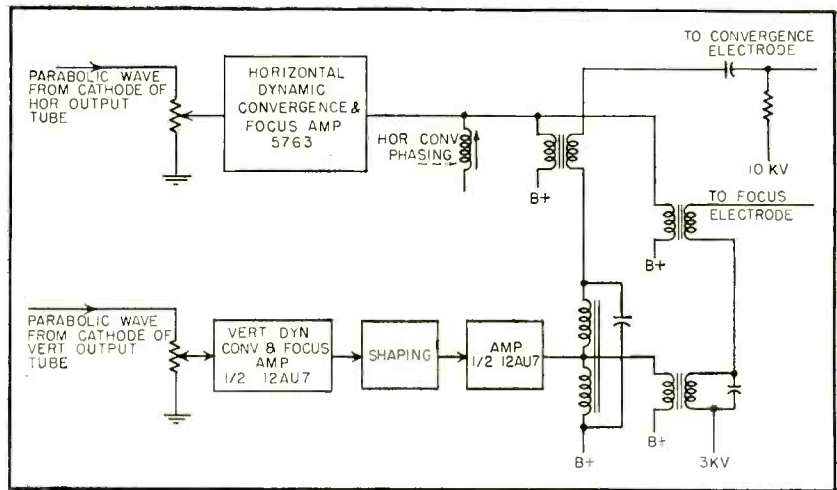 TO CONVERGENCE
ELECTRODE
PARABOLIC WAVE
FROM CATHODE OF
HOR OUTPUT
TUBE
HORIZONTAL
DYNAMIC
CONVERGENCE &
FOCUS AMP
5763
HOR CONV
PHASING
B+
10 KV
TO FOCUS
ELECTRODE
B+
PARABOLIC WAVE
FROM CATHODE OF
VERT OUTPUT
TUBE
VERT DYN
CONV & FOCUS
AMP
1/2 12AU7
SHAPING
AMP
1/2 12AU7
B+
B+
3KV